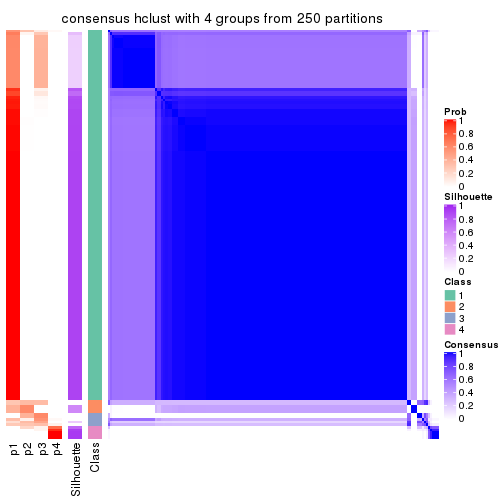 consensus hclust with 4 groups from 250 partitions
Prob
1
0.8
0.6
0.4
0.2
0
Silhouette
1
0.8
0.6
0.4
0.2
0
Class
1
2
3
4
Consensus
1
0.8
0.6
0.4
0.2
0
p1
p2
p3
p4
Silhouette
Class